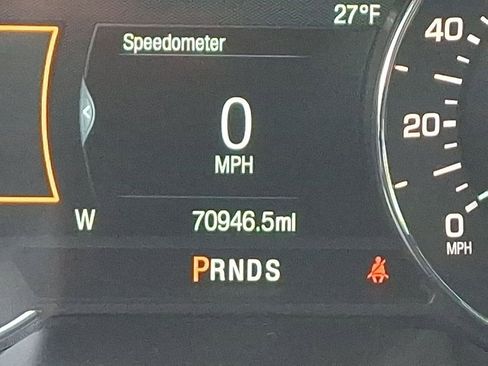 27°F
Speedometer
40
0
20
MPH
W 70946.5mi
0
MPH
PRNDS